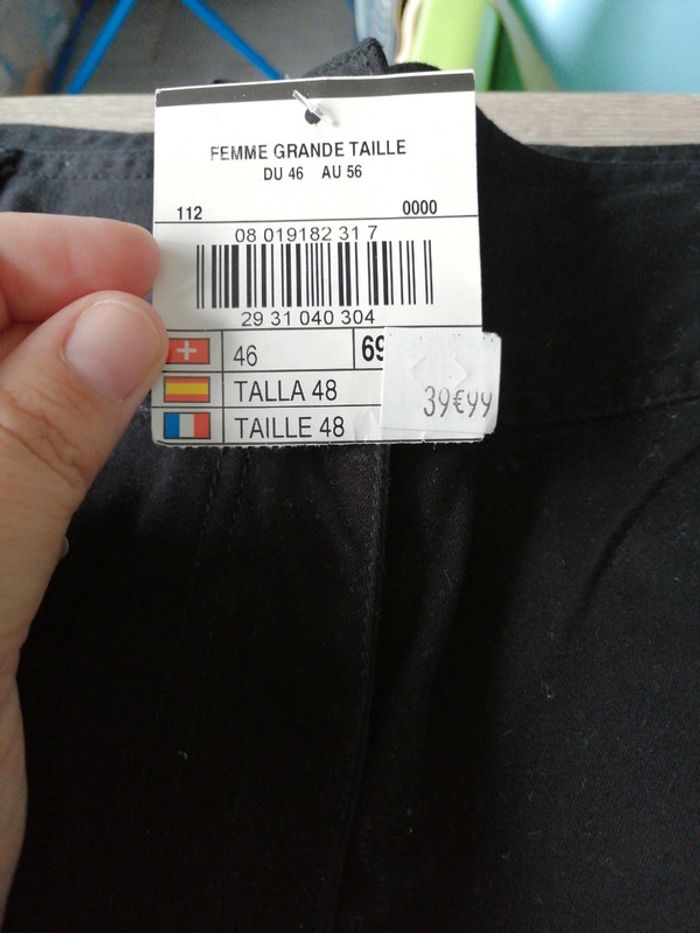 FEMME GRANDE TAILLE
DU 46 AU 56
112 0000
08 019182 31 7
29 31 040 304
46 69
TALLA 48
39€99
TAILLE 48